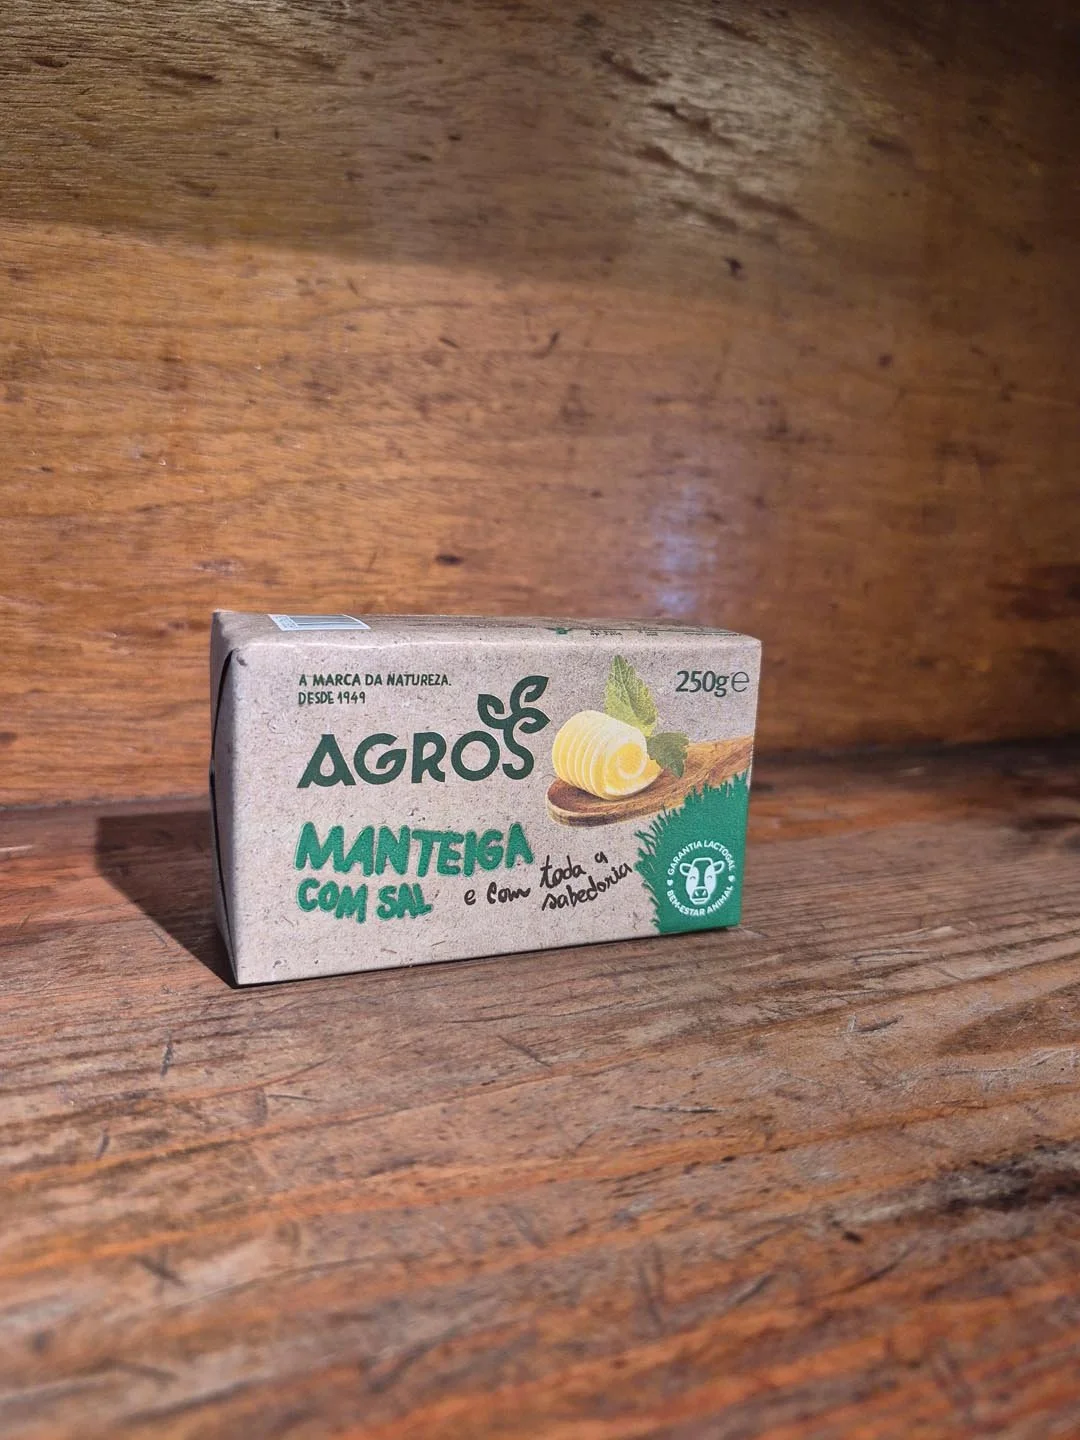 A MARCA DA NATUREZA.
DESDE 1949
AGROS
250g e
MANTEIGA
COM SAL
e com toda a
sabedoria
GARANTIA LACTOGAL
BEM-ESTAR ANIMAL